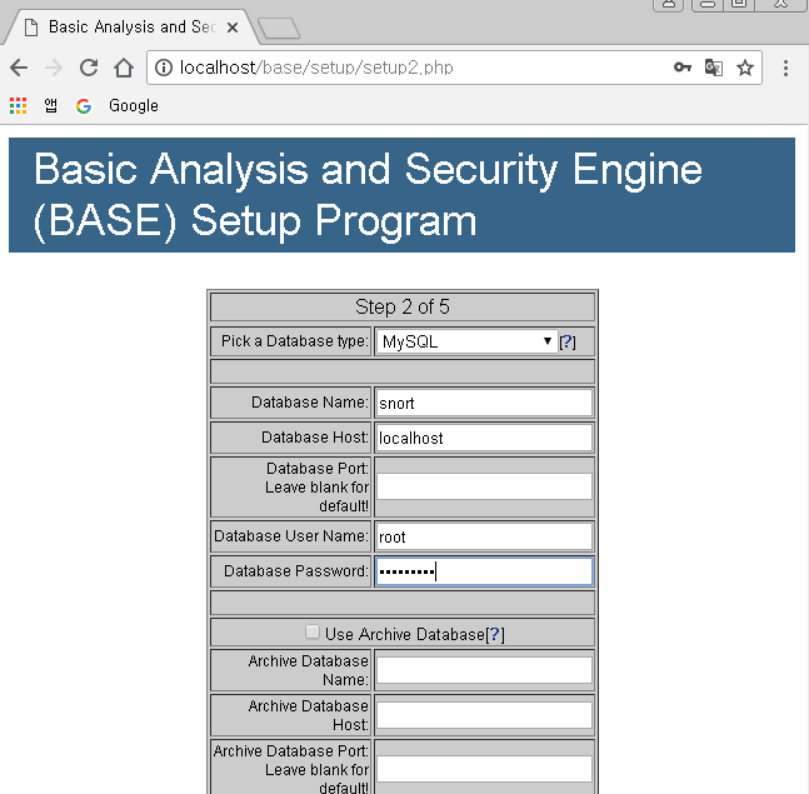 Basic Analysis and Sec
localhost/base/setup/setup2.php
앱 Google
Basic Analysis and Security Engine
(BASE) Setup Program
Step 2 of 5
Pick a Database type: MySQL [?]
Database Name: snort
Database Host: localhost
Database Port:
Leave blank for
default!
Database User Name: root
Database Password: •••••••••
Use Archive Database[?]
Archive Database
Name:
Archive Database
Host:
Archive Database Port:
Leave blank for
default!